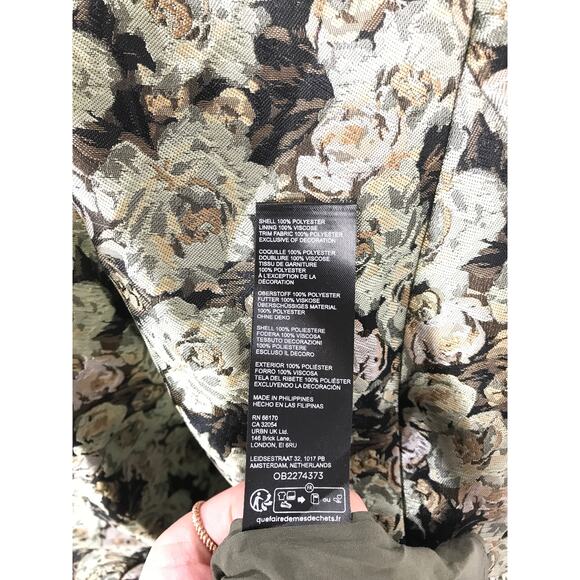 SHELL 100% POLYESTER
LINING 100% VISCOSE
TRIM FABRIC 100% POLYESTER
EXCLUSIVE OF DECORATION
COQUILLE 100% POLYESTER
DOUBLURE 100% VISCOSE
TISSU DE GARNITURE
100% POLYESTER
À L'EXCEPTION DE LA
DÉCORATION
OBERSTOFF 100% POLYESTER
FUTTER 100% VISKOSE
ÜBERSCHÜSSIGES MATERIAL
100% POLYESTER
OHNE DEKO
SHELL 100% POLIESTERE
FODERA 100% VISCOSA
TESSUTO DECORAZIONI
100% POLIESTERE
ESCLUSO IL DECORO
EXTERIOR 100% POLIÉSTER
FORRO 100% VISCOSA
TELA DEL RIBETE 100% POLIÉSTER
EXCLUYENDO LA DECORACIÓN
MADE IN PHILIPPINES
HECHO EN LAS FILIPINAS
RN 66170
CA 32054
URBN UK Ltd.
146 Brick Lane,
LONDON, E1 6RU
LEIDSESTRAAT 32, 1017 PB
AMSTERDAM, NETHERLANDS
OB2274373
FR
ou
quefairedemesdechets.fr